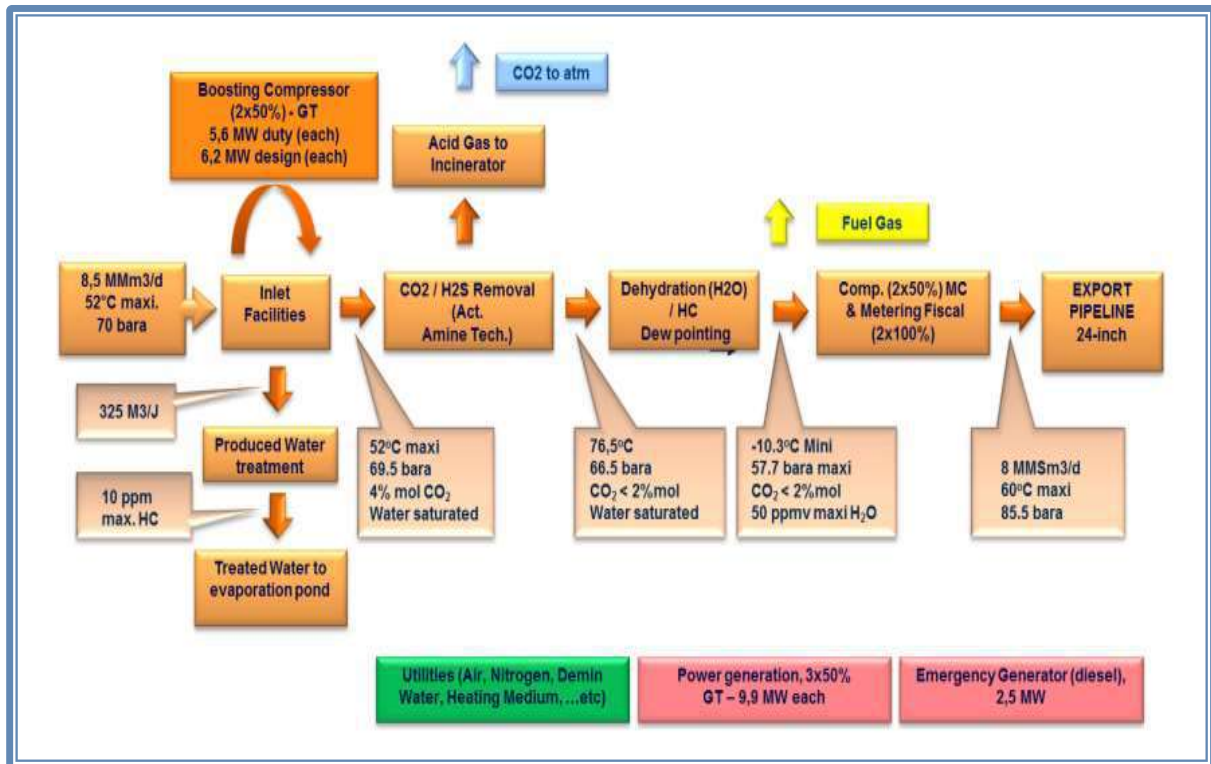 CO2 to atm
Boosting Compressor
(2x50%) - GT
5,6 MW duty (each)
6,2 MW design (each)
Acid Gas to
Incinerator
Fuel Gas
8,5 MMm3/d
52°C maxi.
70 bara
Inlet
Facilities
CO2 / H2S Removal
(Act.
Amine Tech.)
Dehydration (H2O)
/ HC
Dew pointing
Comp. (2x50%) MC
& Metering Fiscal
(2x100%)
EXPORT
PIPELINE
24-inch
325 M3/J
Produced Water
treatment
10 ppm
max. HC
Treated Water to
evaporation pond
52ºC maxi
69.5 bara
4% mol CO₂
Water saturated
76,5ºC
66.5 bara
CO₂ < 2%mol
Water saturated
-10.3ºC Mini
57.7 bara maxi
CO₂ < 2%mol
50 ppmv maxi H₂O
8 MMSm3/d
60ºC maxi
85.5 bara
Utilities (Air, Nitrogen, Demin
Water, Heating Medium, ...etc)
Power generation, 3x50%
GT – 9,9 MW each
Emergency Generator (diesel),
2,5 MW